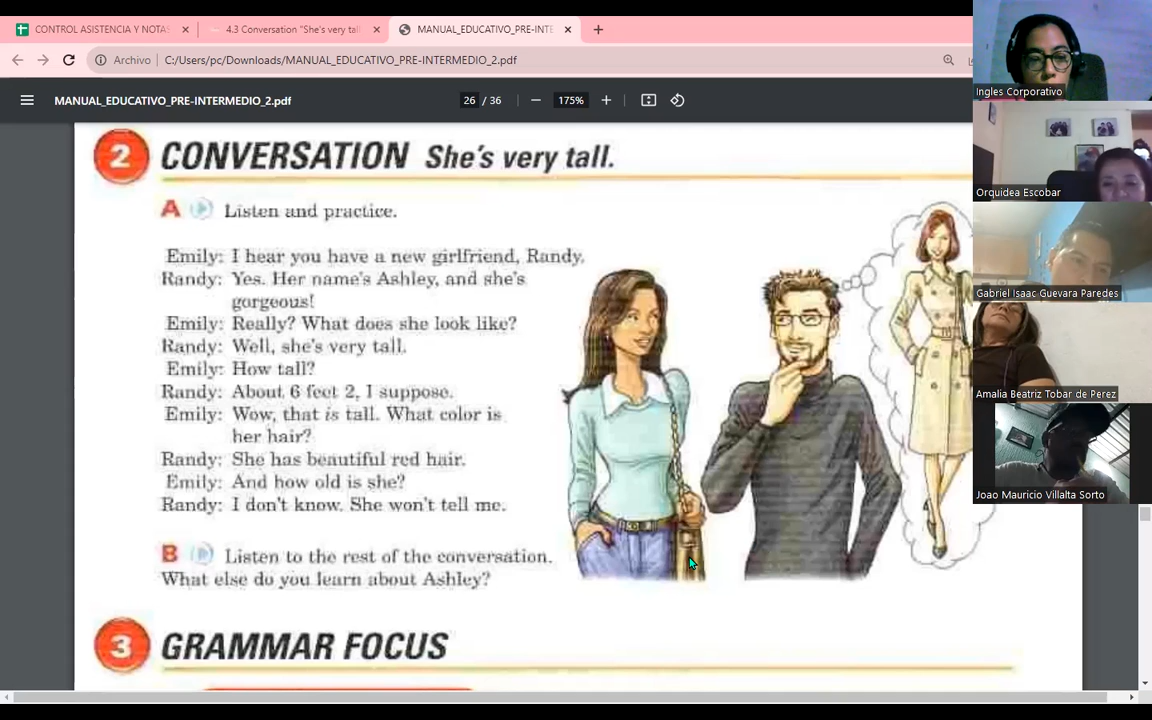 CONTROL ASISTENCIA Y NOTAS
4.3 Conversation "She's very tal
MANUAL_EDUCATIVO_PRE-INTE
Archivo
C:/Users/pc/Downloads/MANUAL_EDUCATIVO_PRE-INTERMEDIO_2.pdf
MANUAL_EDUCATIVO_PRE-INTERMEDIO_2.pdf
26 / 36
175%
2 CONVERSATION She's very tall.
A Listen and practice.
Emily: I hear you have a new girlfriend, Randy.
Randy: Yes. Her name's Ashley, and she's
gorgeous!
Emily: Really? What does she look like?
Randy: Well, she's very tall.
Emily: How tall?
Randy: About 6 feet 2, I suppose.
Emily: Wow, that is tall. What color is
her hair?
Randy: She has beautiful red hair.
Emily: And how old is she?
Randy: I don't know. She won't tell me.
B Listen to the rest of the conversation.
What else do you learn about Ashley?
3 GRAMMAR FOCUS
Ingles Corporativo
Orquidea Escobar
Gabriel Isaac Guevara Paredes
Amalia Beatriz Tobar de Perez
Joao Mauricio Villalta Sorto